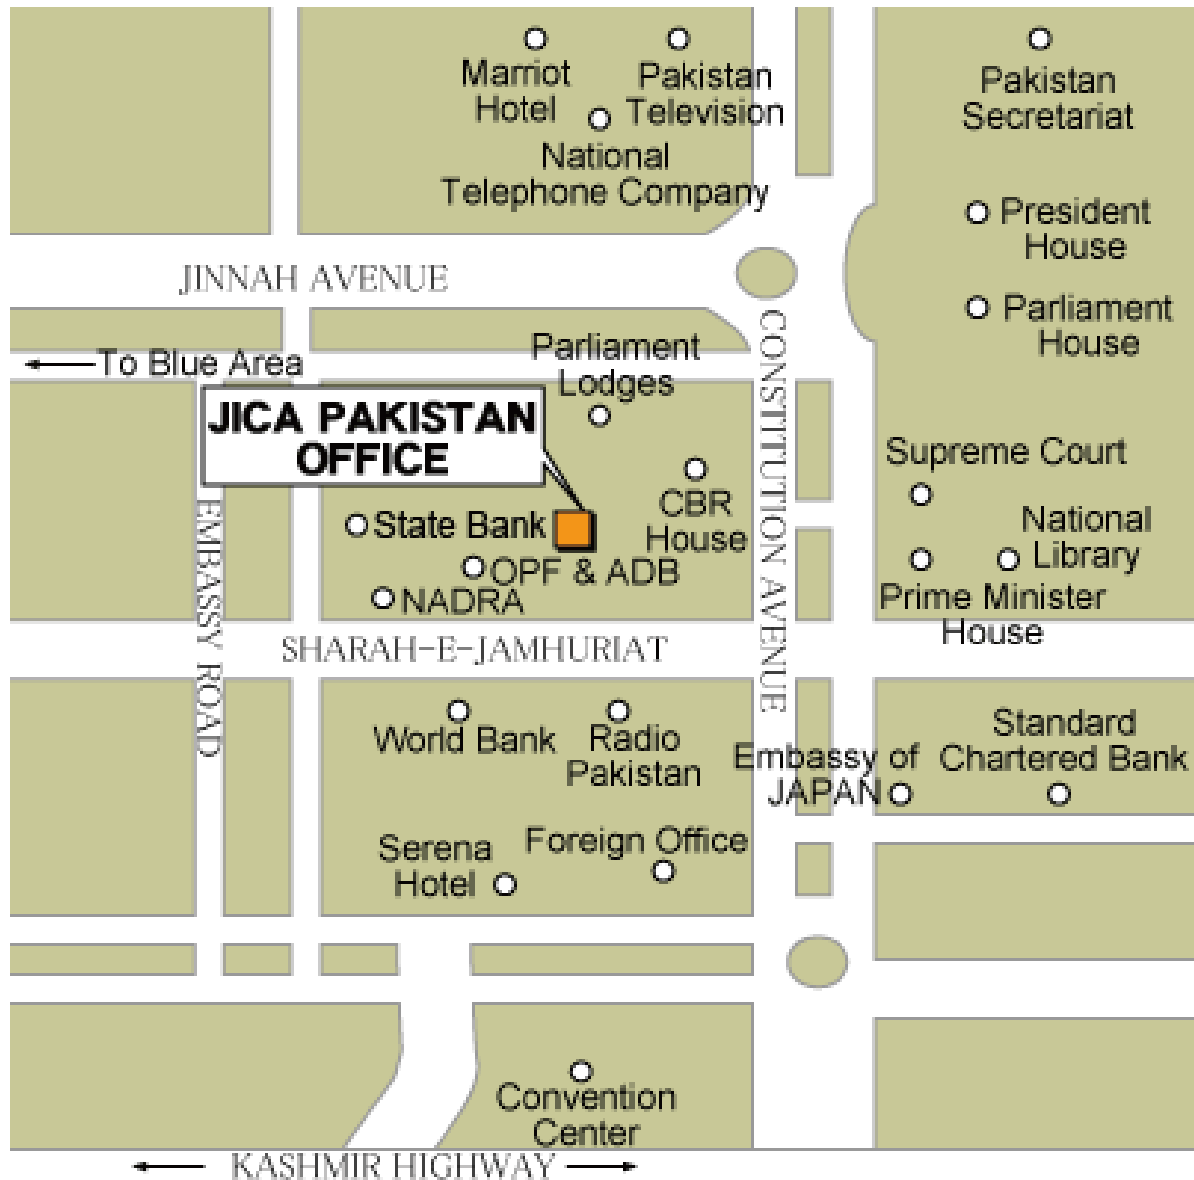 Marriot
Hotel
Pakistan
Television
Pakistan
Secretariat
National
Telephone Company
President
House
JINNAH AVENUE
Parliament
House
CONSTITUTION AVENUE
To Blue Area
Parliament
Lodges
JICA PAKISTAN
OFFICE
Supreme Court
CBR
House
State Bank
National
Library
EMBASSY ROAD
OPF & ADB
NADRA
Prime Minister
House
SHARAH-E-JAMHURIAT
World Bank
Radio
Pakistan
Embassy of
JAPAN
Standard
Chartered Bank
Serena
Hotel
Foreign Office
Convention
Center
KASHMIR HIGHWAY